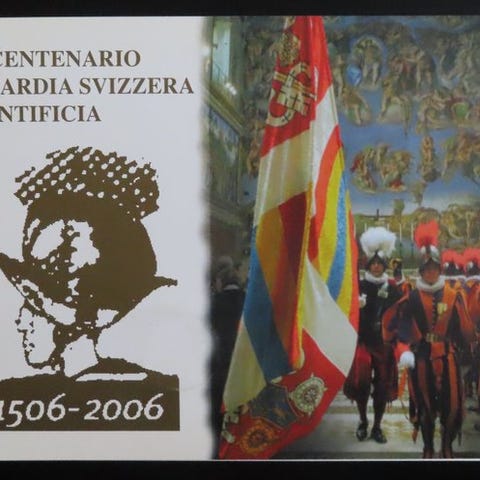 CENTENARIO
ARDIA SVIZZERA
NTIFICIA
1506-2006